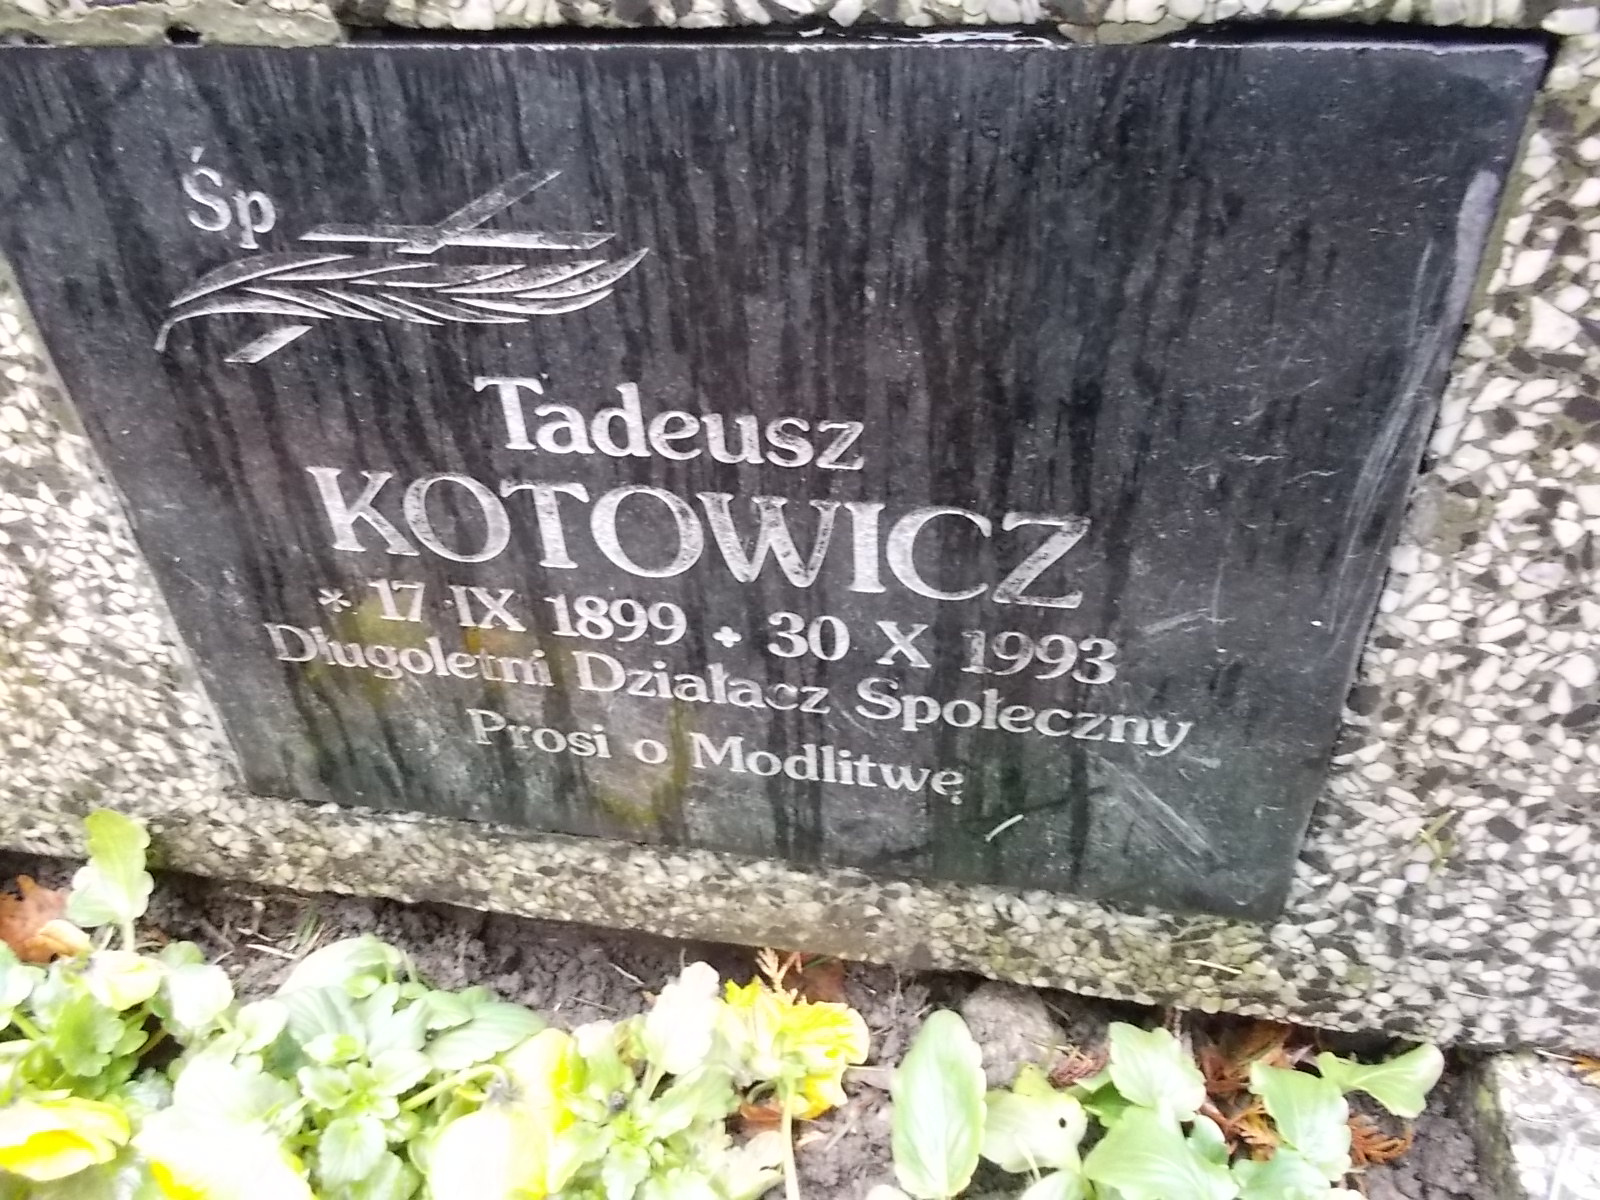 Śp
Tadeusz
KOTOWICZ
* 17 IX 1899 + 30 X 1993
Długoletni Działacz Społeczny
Prosi o Modlitwę